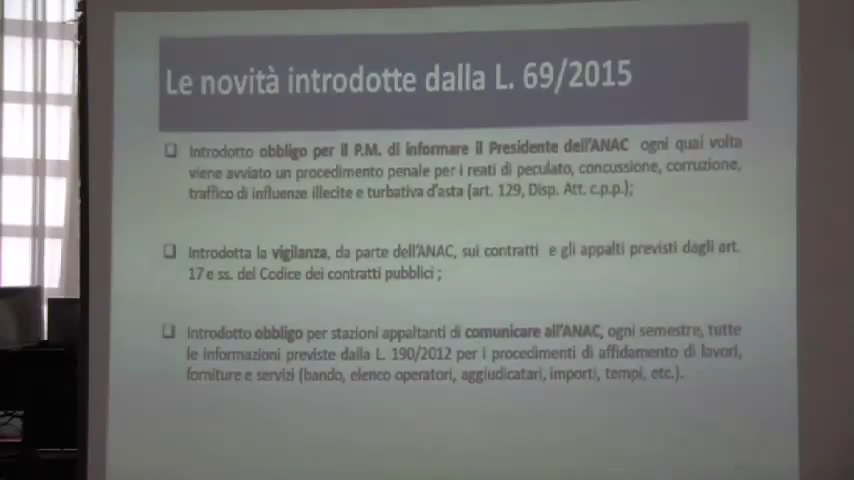 Le novità introdotte dalla L. 69/2015
❑ Introdotto obbligo per il P.M. di informare il Presidente dell'ANAC ogni qual volta
viene avviato un procedimento penale per i reati di peculato, concussione, corruzione,
traffico di influenze illecite e turbativa d'asta (art. 129, Disp. Att. c.p.p.);
❑ Introdotta la vigilanza, da parte dell'ANAC, sui contratti e gli appalti previsti dagli art.
17 e ss. del Codice dei contratti pubblici ;
❑ Introdotto obbligo per stazioni appaltanti di comunicare all'ANAC, ogni semestre, tutte
le informazioni previste dalla L. 190/2012 per i procedimenti di affidamento di lavori,
forniture e servizi (bando, elenco operatori, aggiudicatari, importi, tempi, etc.).